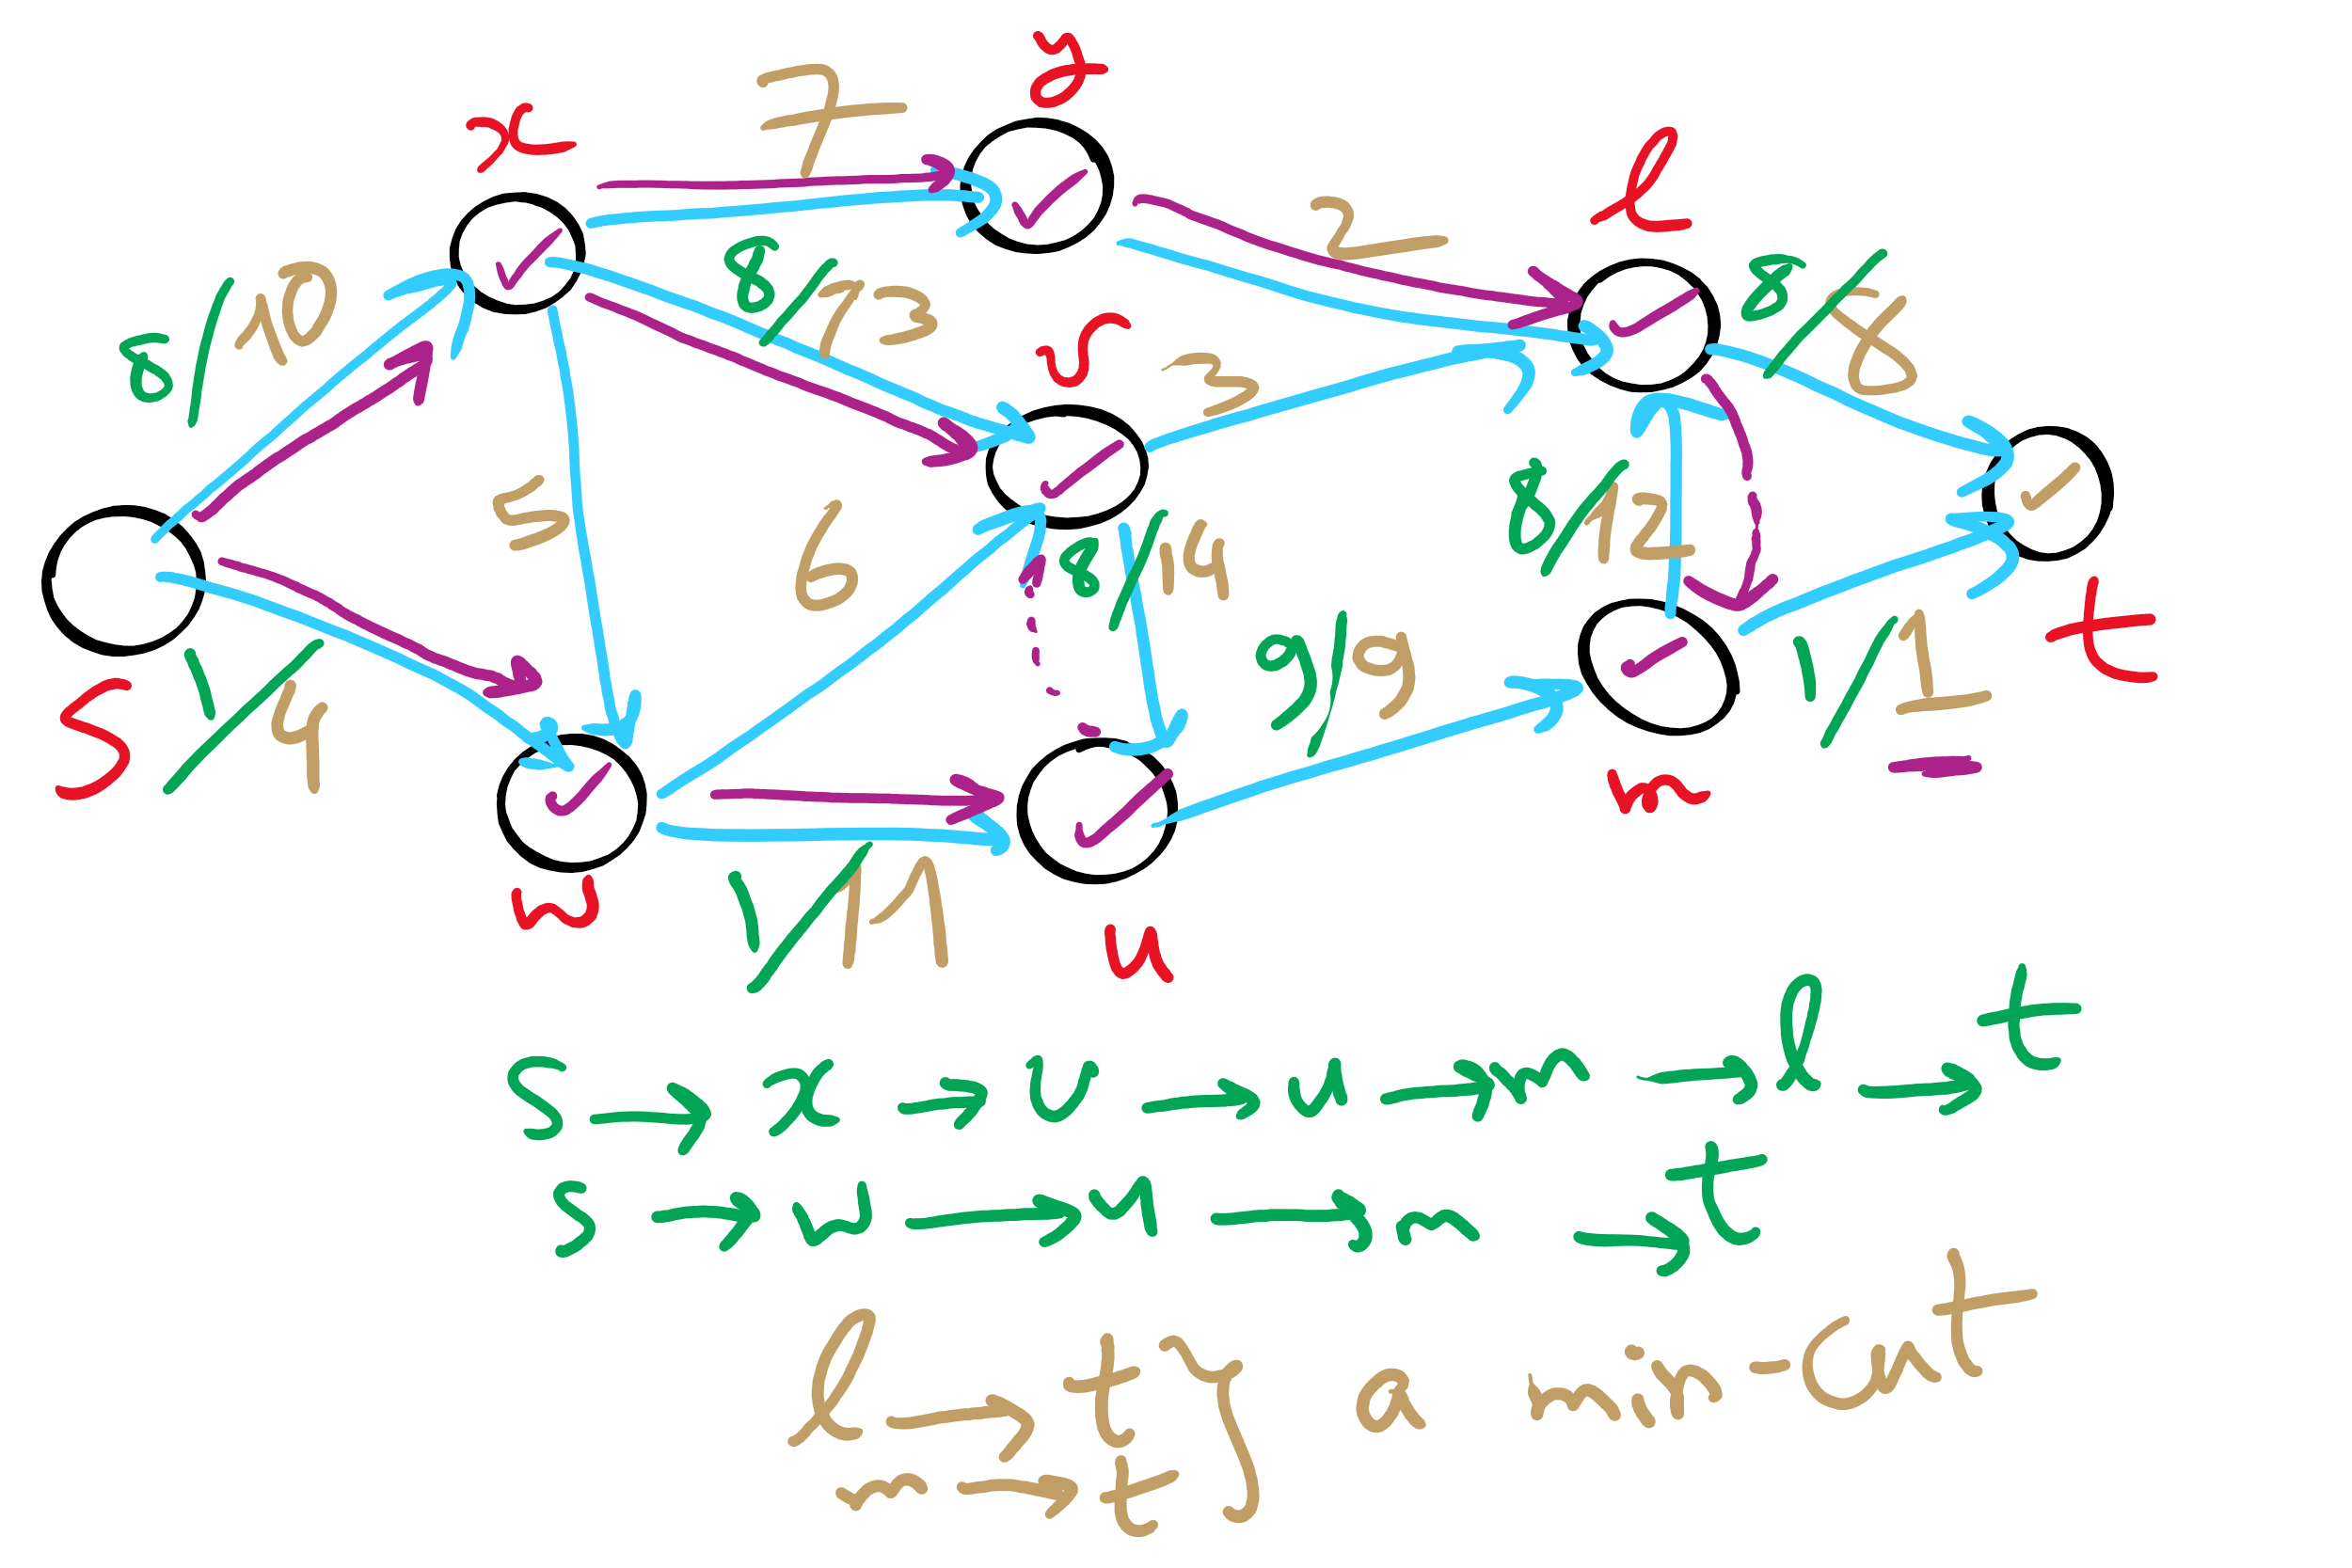 y
x
7
l
2
8/10
8/13
8/8
v
3
5
6
8/14
8/12
t
s
1/4
9/9
1/1
m
w
1/11
u
s → x → v → u → m → l → t
s → w → u → m → t
l → t } a min-cut
m → t